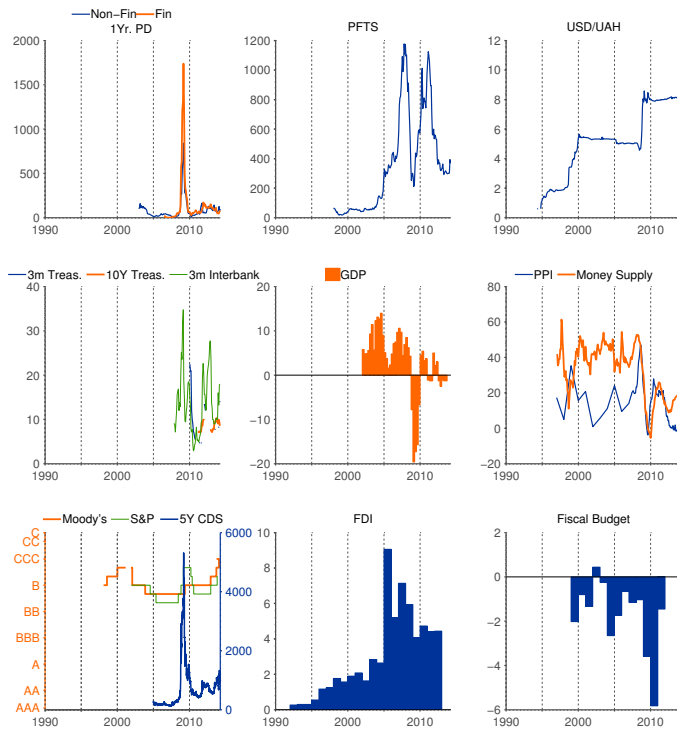 Non−Fin Fin
1Yr. PD
2000
1500
1000
500
0
1990 2000 2010
PFTS
1200
1000
800
600
400
200
0
1990 2000 2010
USD/UAH
12
10
8
6
4
2
0
1990 2000 2010
3m Treas. 10Y Treas. 3m Interbank
40
30
20
10
0
1990 2000 2010
GDP
20
10
0
−10
−20
1990 2000 2010
PPI Money Supply
80
60
40
20
0
−20
1990 2000 2010
Moody's S&P 5Y CDS
C
CC
CCC
B
BB
BBB
A
AA
AAA
6000
4000
2000
0
1990 2000 2010
FDI
10
8
6
4
2
0
1990 2000 2010
Fiscal Budget
2
0
−2
−4
−6
1990 2000 2010